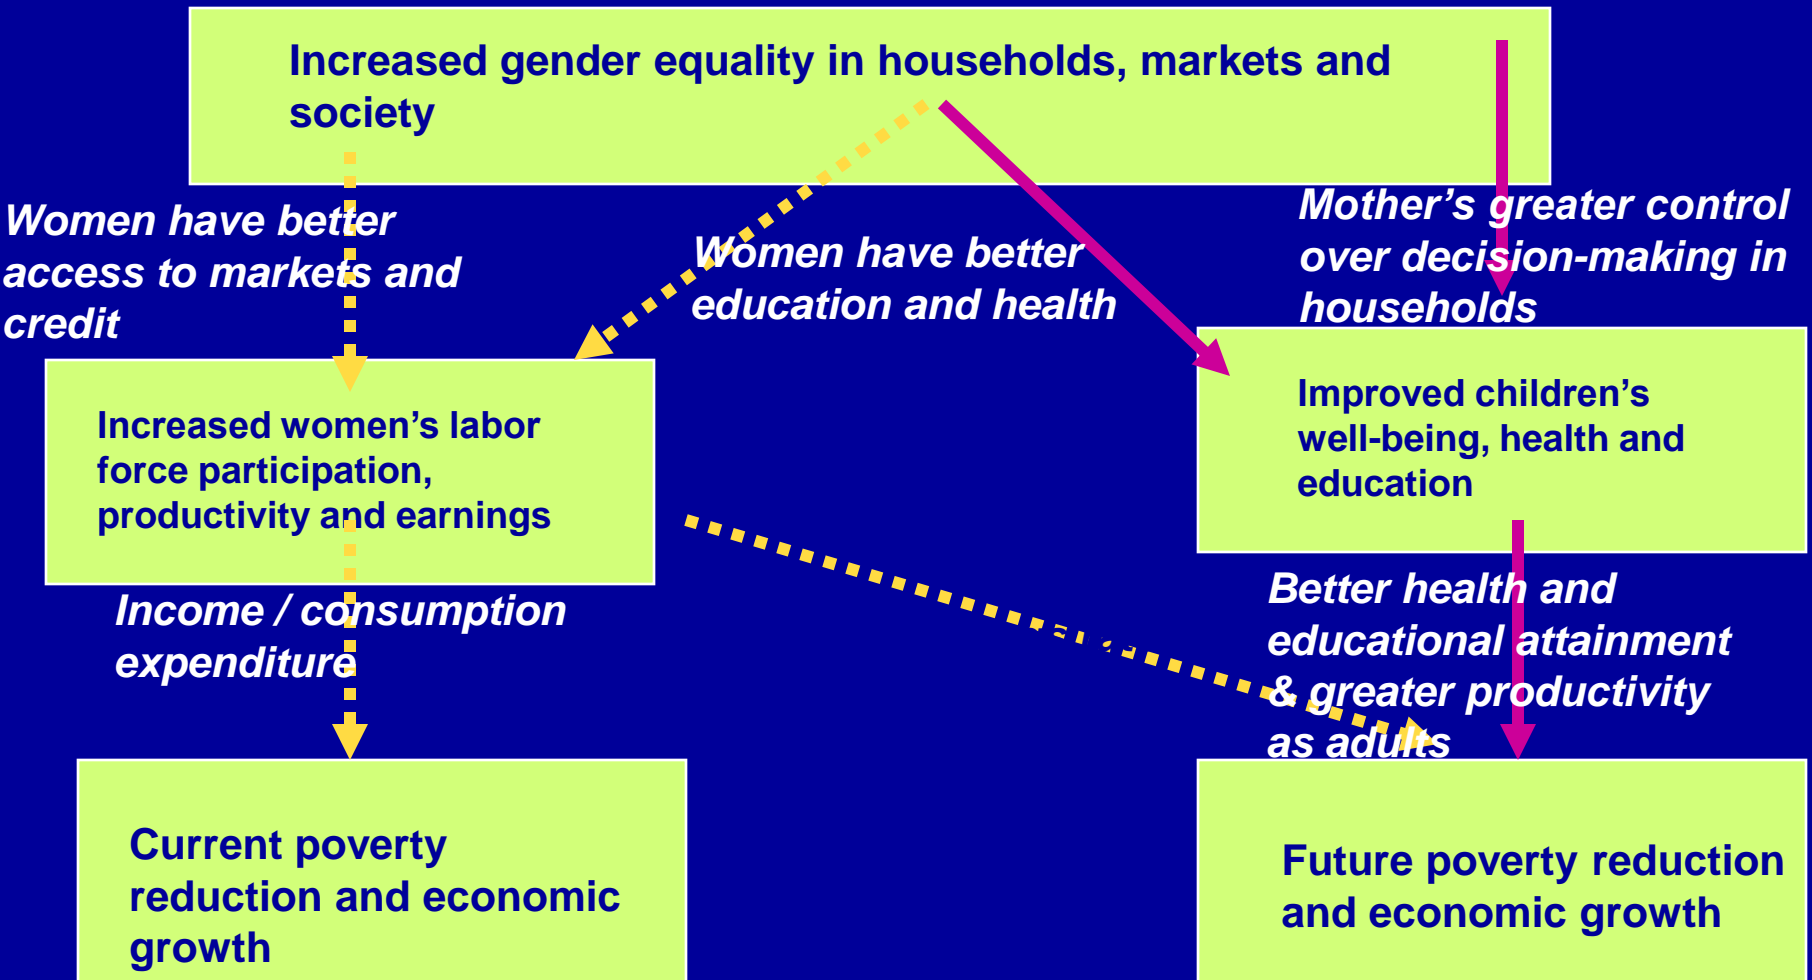 Increased gender equality in households, markets and
society
Women have better
access to markets and
credit
Women have better
education and health
Mother’s greater control
over decision-making in
households
Increased women’s labor
force participation,
productivity and earnings
Improved children’s
well-being, health and
education
Income / consumption
expenditure
Better health and
educational attainment
& greater productivity
as adults
Current poverty
reduction and economic
growth
Future poverty reduction
and economic growth